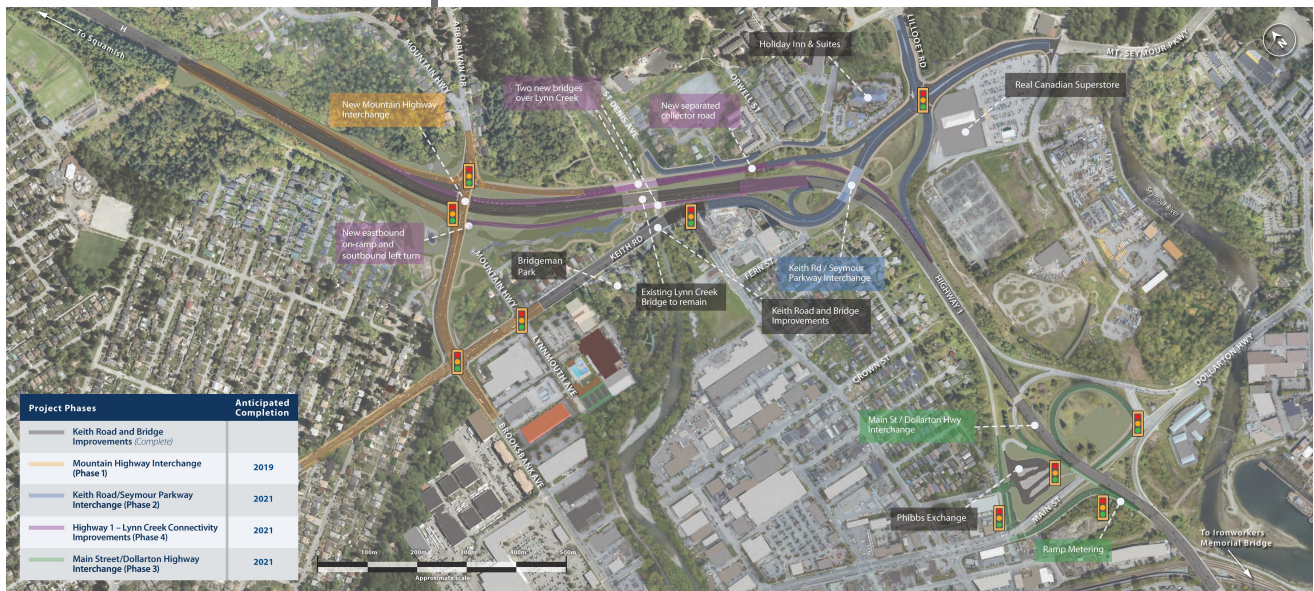 To Squamish
H
MOUNTAIN HWY
ARBORLYNN DR
New Mountain Highway
Interchange
Two new bridges
over Lynn Creek
ST DENIS AVE
New separated
collector road
ORWELL ST
Holiday Inn & Suites
LILLOOET RD
MT. SEYMOUR PKWY
N
Real Canadian Superstore
Seymour River
New eastbound
on-ramp and
soutbound left turn
MOUNTAIN HWY
Bridgeman
Park
KEITH RD
Existing Lynn Creek
Bridge to remain
FERN ST
Keith Road and Bridge
Improvements
Keith Rd / Seymour
Parkway Interchange
HIGHWAY 1
LYNNMOUTH AVE
BROOKSBANK AVE
CROWN ST
DOLLARTON HWY
Main St / Dollarton Hwy
Interchange
Phibbs Exchange
MAIN ST
Ramp Metering
To Ironworkers
Memorial Bridge
Project Phases
Anticipated
Completion
Keith Road and Bridge
Improvements (Complete)
Mountain Highway Interchange
(Phase 1)
2019
Keith Road/Seymour Parkway
Interchange (Phase 2)
2021
Highway 1 – Lynn Creek Connectivity
Improvements (Phase 4)
2021
Main Street/Dollarton Highway
Interchange (Phase 3)
2021
100m
200m
300m
400m
500m
Approximate scale